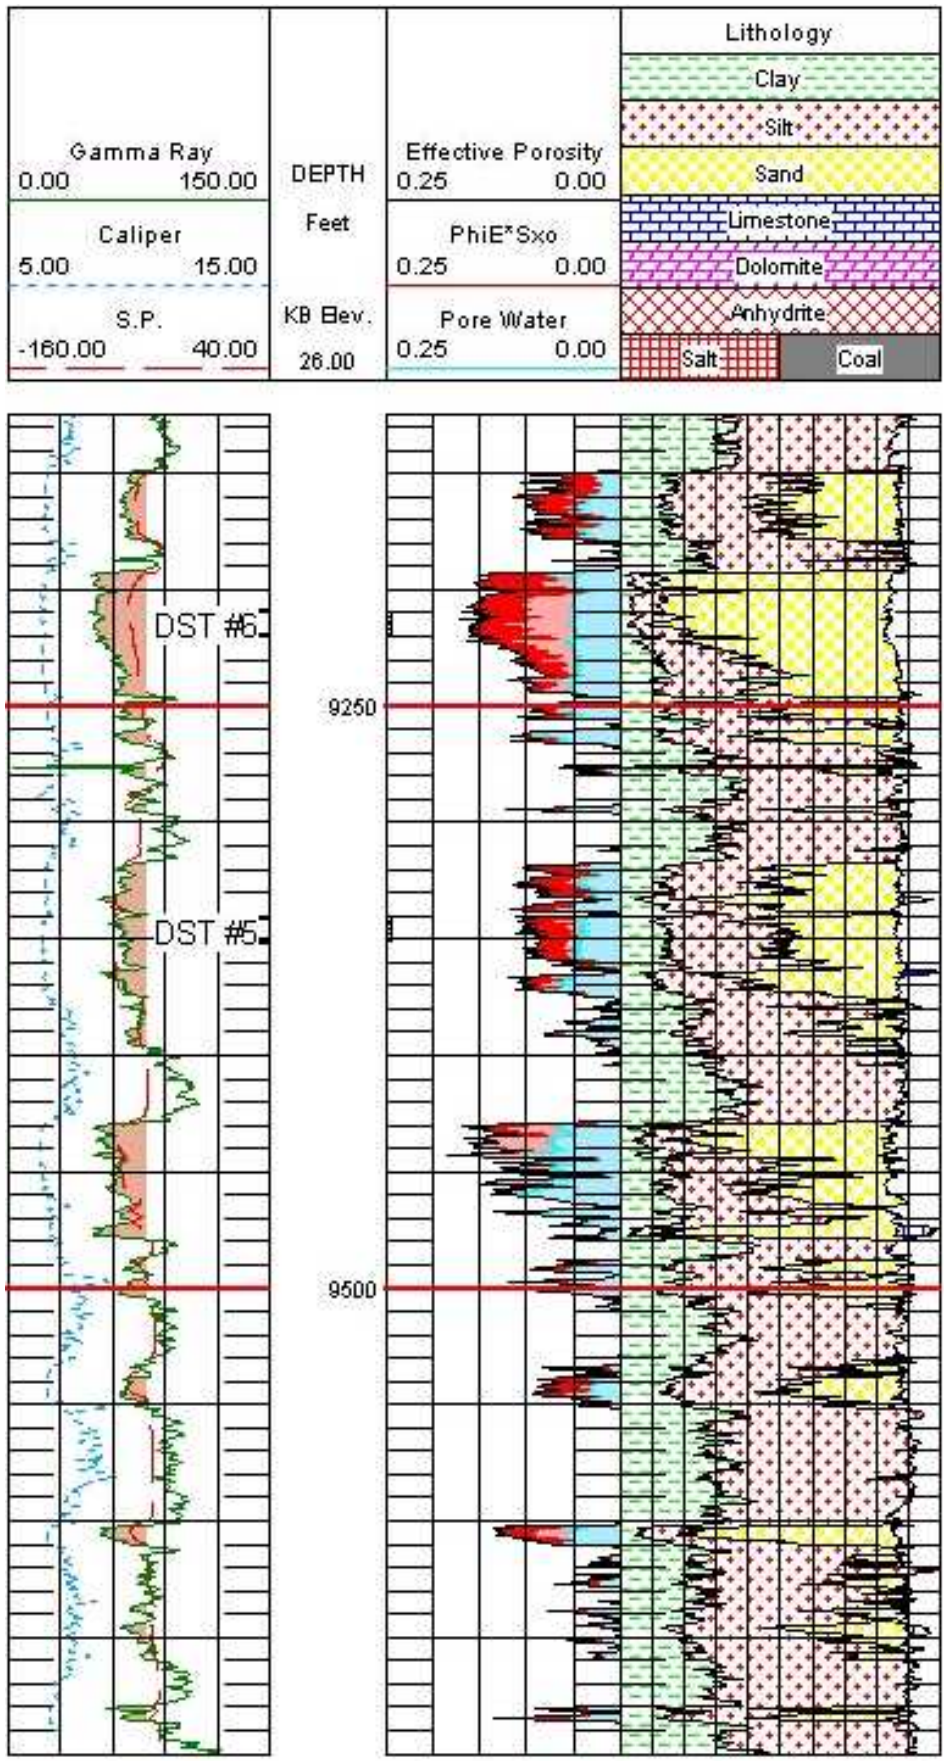 Gamma Ray
0.00 150.00
Caliper
5.00 15.00
S.P.
-160.00 40.00
DEPTH
Feet
KB Elev.
26.00
Effective Porosity
0.25 0.00
PhiE*Sxo
0.25 0.00
Pore Water
0.25 0.00
Lithology
Clay
Silt
Sand
Limestone
Dolomite
Anhydrite
Salt Coal
DST #6
9250
DST #5
9500